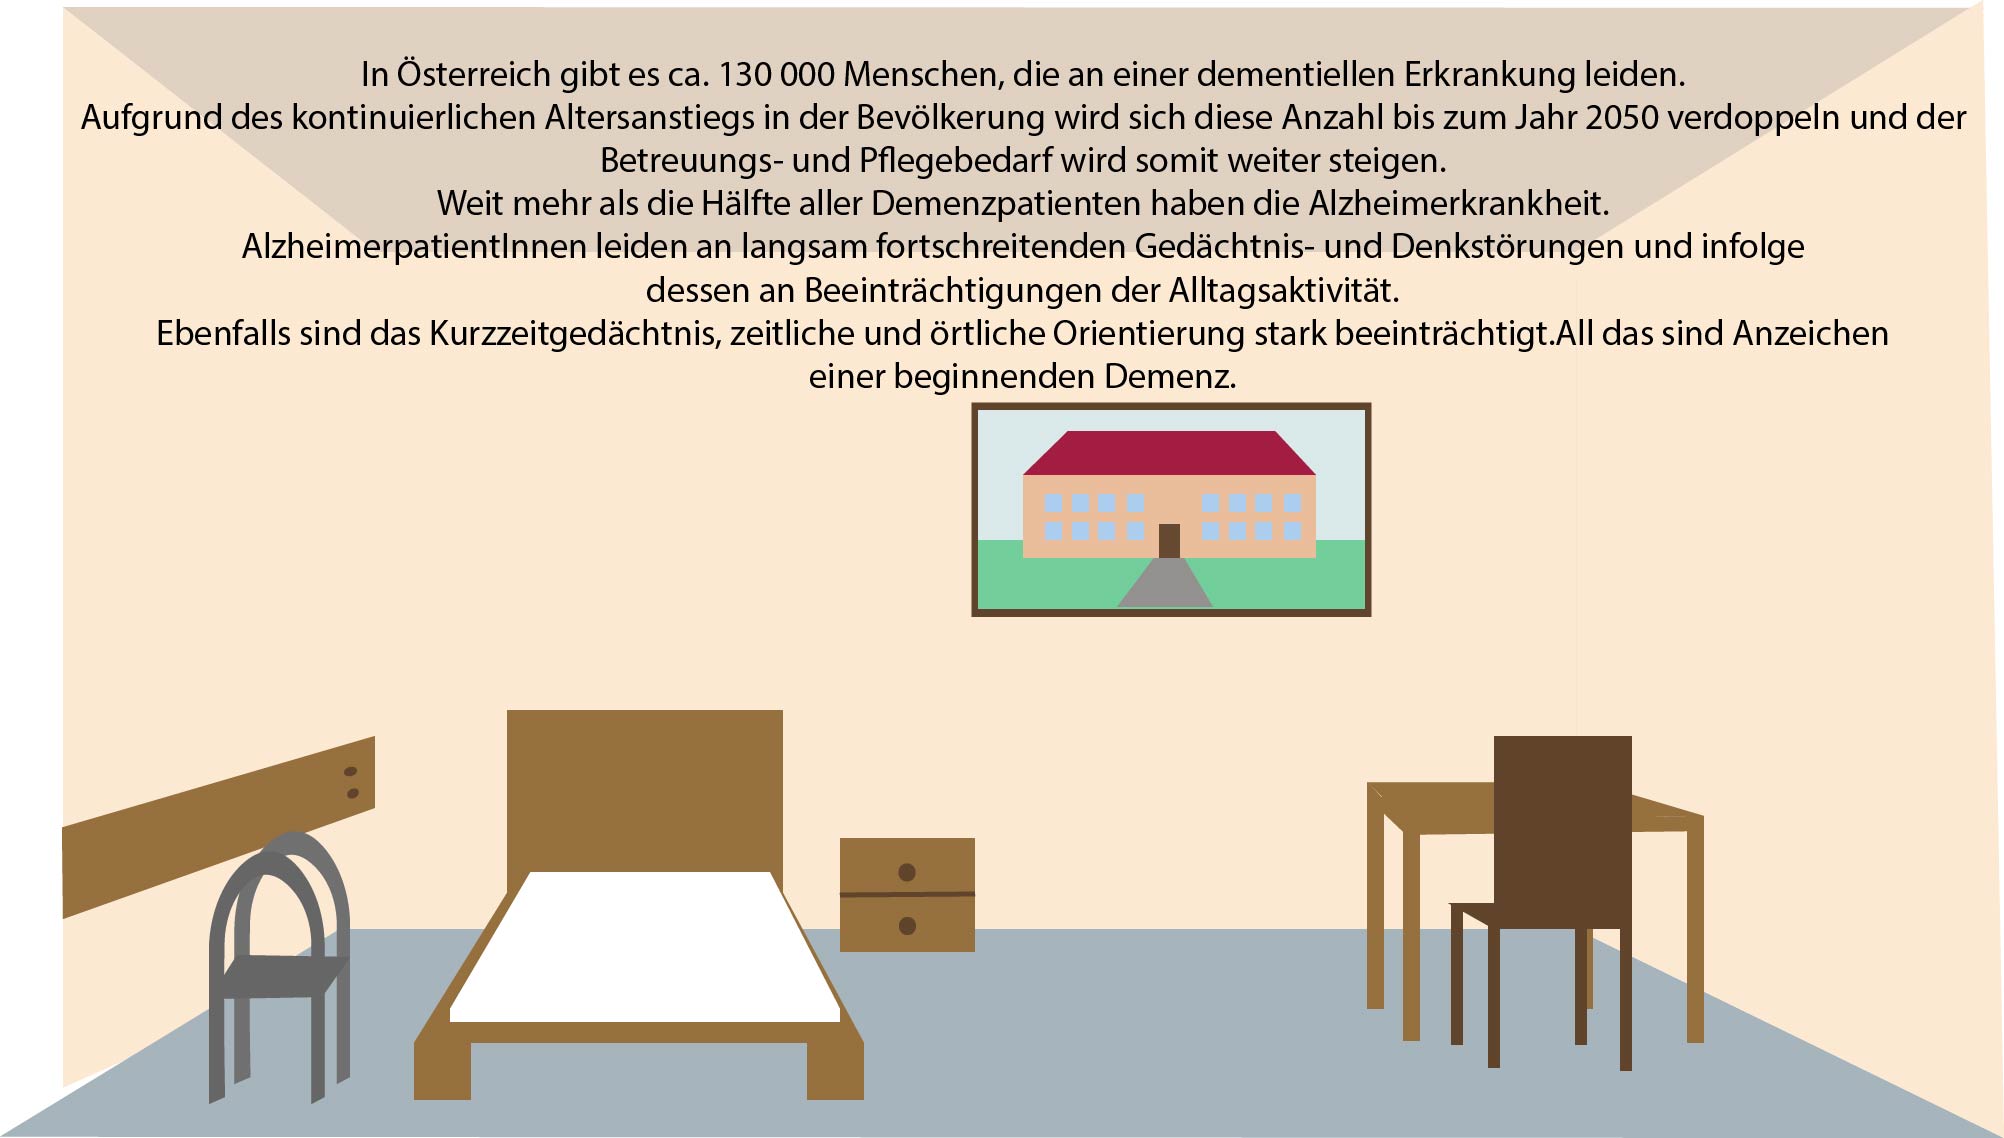 In Österreich gibt es ca. 130 000 Menschen, die an einer dementiellen Erkrankung leiden.
Aufgrund des kontinuierlichen Altersanstiegs in der Bevölkerung wird sich diese Anzahl bis zum Jahr 2050 verdoppeln und der
Betreuungs- und Pflegebedarf wird somit weiter steigen.
Weit mehr als die Hälfte aller Demenzpatienten haben die Alzheimerkrankheit.
AlzheimerpatientInnen leiden an langsam fortschreitenden Gedächtnis- und Denkstörungen und infolge
dessen an Beeinträchtigungen der Alltagsaktivität.
Ebenfalls sind das Kurzzeitgedächtnis, zeitliche und örtliche Orientierung stark beeinträchtigt.All das sind Anzeichen
einer beginnenden Demenz.